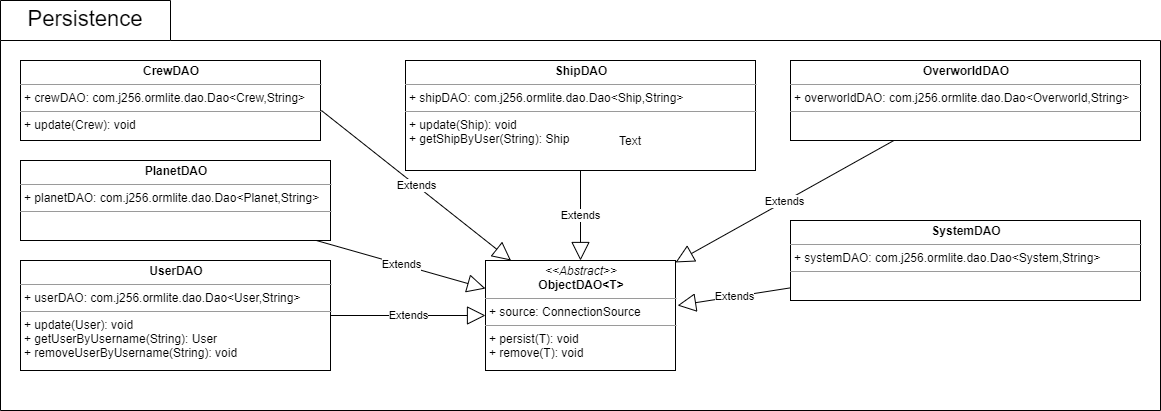 Persistence
CrewDAO
+ crewDAO: com.j256.ormlite.dao.Dao<Crew,String>
+ update(Crew): void
ShipDAO
+ shipDAO: com.j256.ormlite.dao.Dao<Ship,String>
+ update(Ship): void
+ getShipByUser(String): Ship
Text
OverworldDAO
+ overworldDAO: com.j256.ormlite.dao.Dao<Overworld,String>
PlanetDAO
+ planetDAO: com.j256.ormlite.dao.Dao<Planet,String>
Extends
Extends
Extends
SystemDAO
+ systemDAO: com.j256.ormlite.dao.Dao<System,String>
Extends
Extends
UserDAO
+ userDAO: com.j256.ormlite.dao.Dao<User,String>
+ update(User): void
+ getUserByUsername(String): User
+ removeUserByUsername(String): void
Extends
<<Abstract>>
ObjectDAO<T>
+ source: ConnectionSource
+ persist(T): void
+ remove(T): void